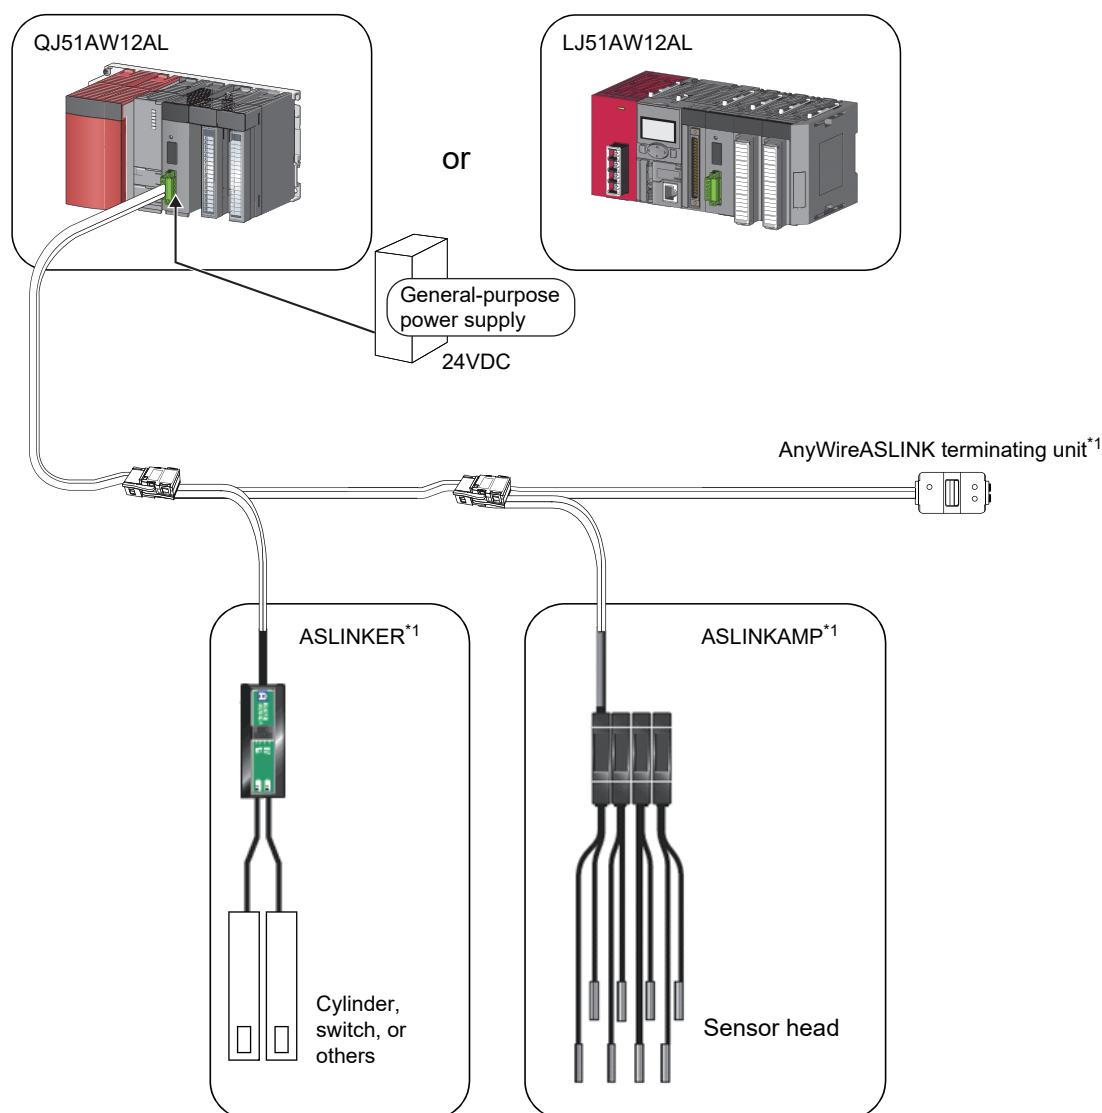 QJ51AW12AL
LJ51AW12AL
or
General-purpose
power supply
24VDC
AnyWireASLINK terminating unit*1
ASLINKER*1
ASLINKAMP*1
Cylinder,
switch, or
others
Sensor head